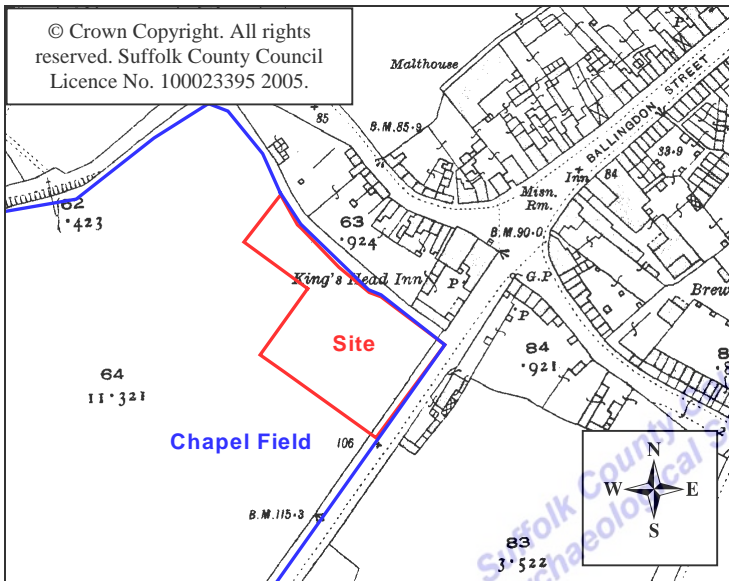 © Crown Copyright. All rights
reserved. Suffolk County Council
Licence No. 100023395 2005.
Malthouse
P
85
B.M.85·9
BALLINGDON STREET
33·9
Inn
84
Misn.
Rm.
62
·423
63
·924
B.M.90·0
King's Head Inn
P
G.P
P
Brew
Site
84
·921
64
11·321
Chapel Field
106
B.M.115·3
N
W E
S
83
3·522
Suffolk County
Archaeological